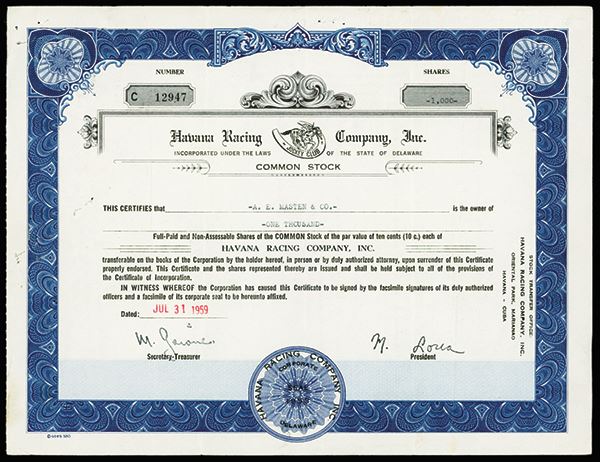 NUMBER
SHARES
C 12947
-1,000-
Havana Racing Company, Inc.
JOCKEY CLUB
INCORPORATED UNDER THE LAWS OF THE STATE OF DELAWARE
COMMON STOCK
THIS CERTIFIES that -A. E. MASTEN & CO.- is the owner of
-ONE THOUSAND-
Full-Paid and Non-Assessable Shares of the COMMON Stock of the par value of ten cents (10 c.) each of
HAVANA RACING COMPANY, INC.
transferable on the books of the Corporation by the holder hereof, in person or by duly authorized attorney, upon surrender of this Certificate
properly endorsed. This Certificate and the shares represented thereby are issued and shall be held subject to all of the provisions of the
Certificate of Incorporation.
IN WITNESS WHEREOF the Corporation has caused this Certificate to be signed by the facsimile signatures of its duly authorized
officers and a facsimile of its corporate seal to be hereunto affixed.
Dated: JUL 31 1959
Secretary-Treasurer
M.
President
STOCK TRANSFER OFFICE:
HAVANA RACING COMPANY, INC.
ORIENTAL PARK, MARIANAO
HAVANA - CUBA
HAVANA RACING COMPANY INC.
CORPORATE
SEAL
DELAWARE